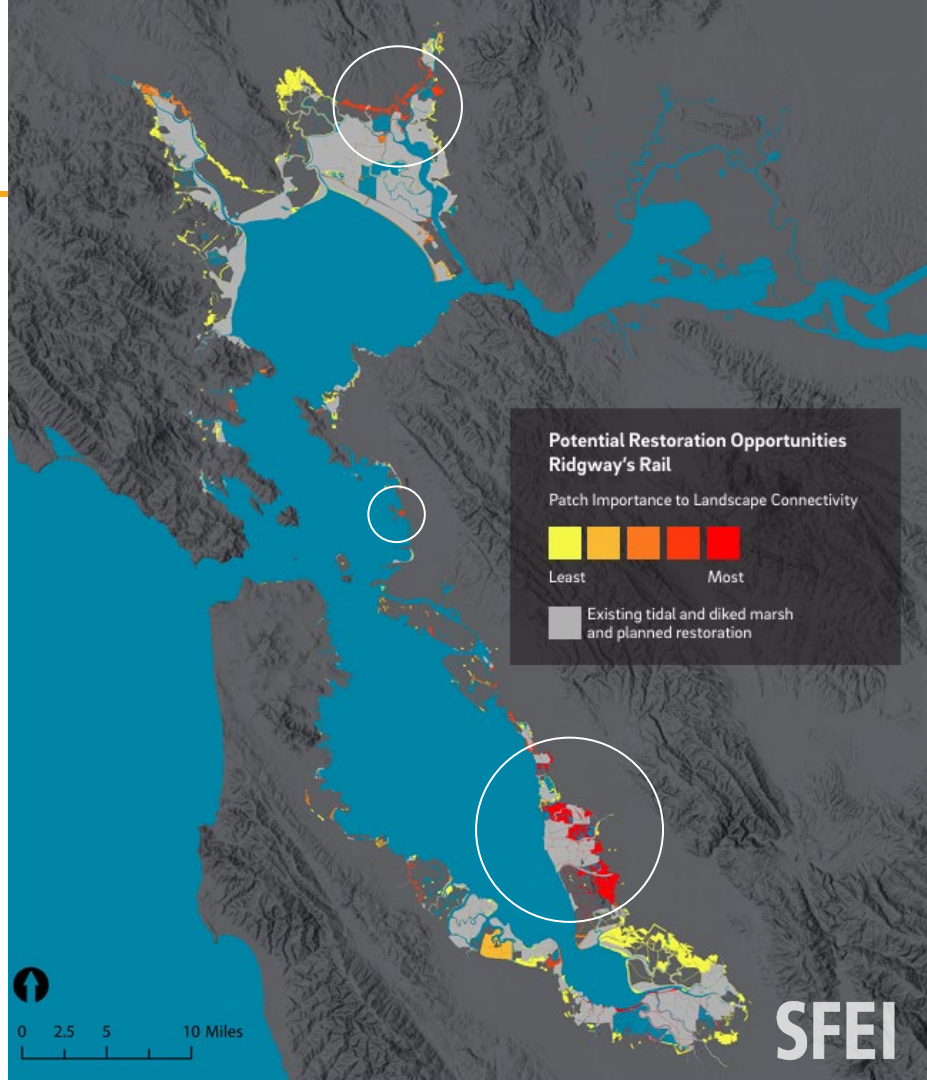 Potential Restoration Opportunities
Ridgway's Rail
Patch Importance to Landscape Connectivity
Least Most
Existing tidal and diked marsh
and planned restoration
0 2.5 5 10 Miles
SFEI